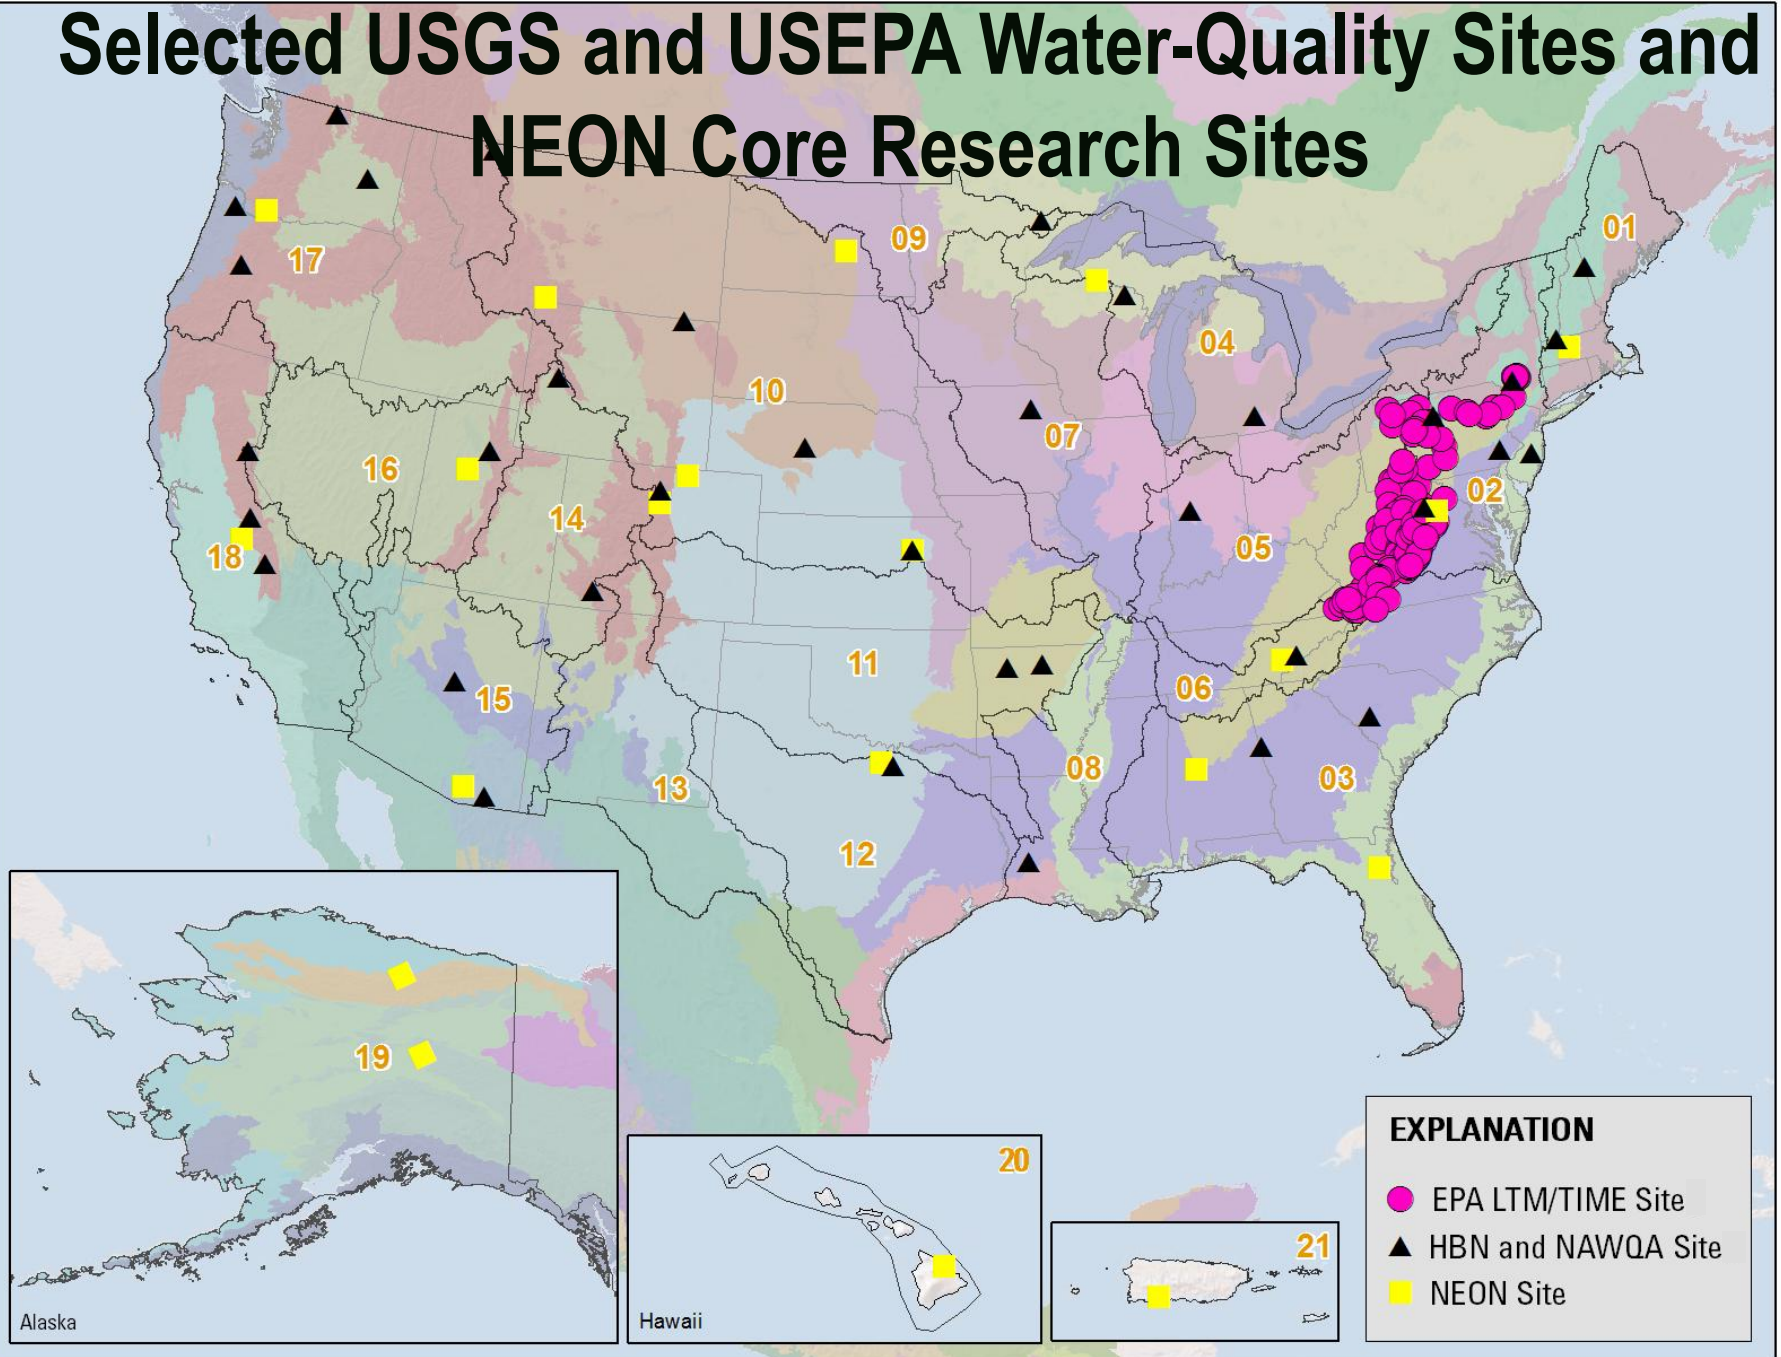 Selected USGS and USEPA Water-Quality Sites and
NEON Core Research Sites
01
09
17
04
10
07
16
02
14
05
18
11
06
15
08
03
13
12
19
20
21
EXPLANATION
EPA LTM/TIME Site
HBN and NAWQA Site
NEON Site
Alaska
Hawaii